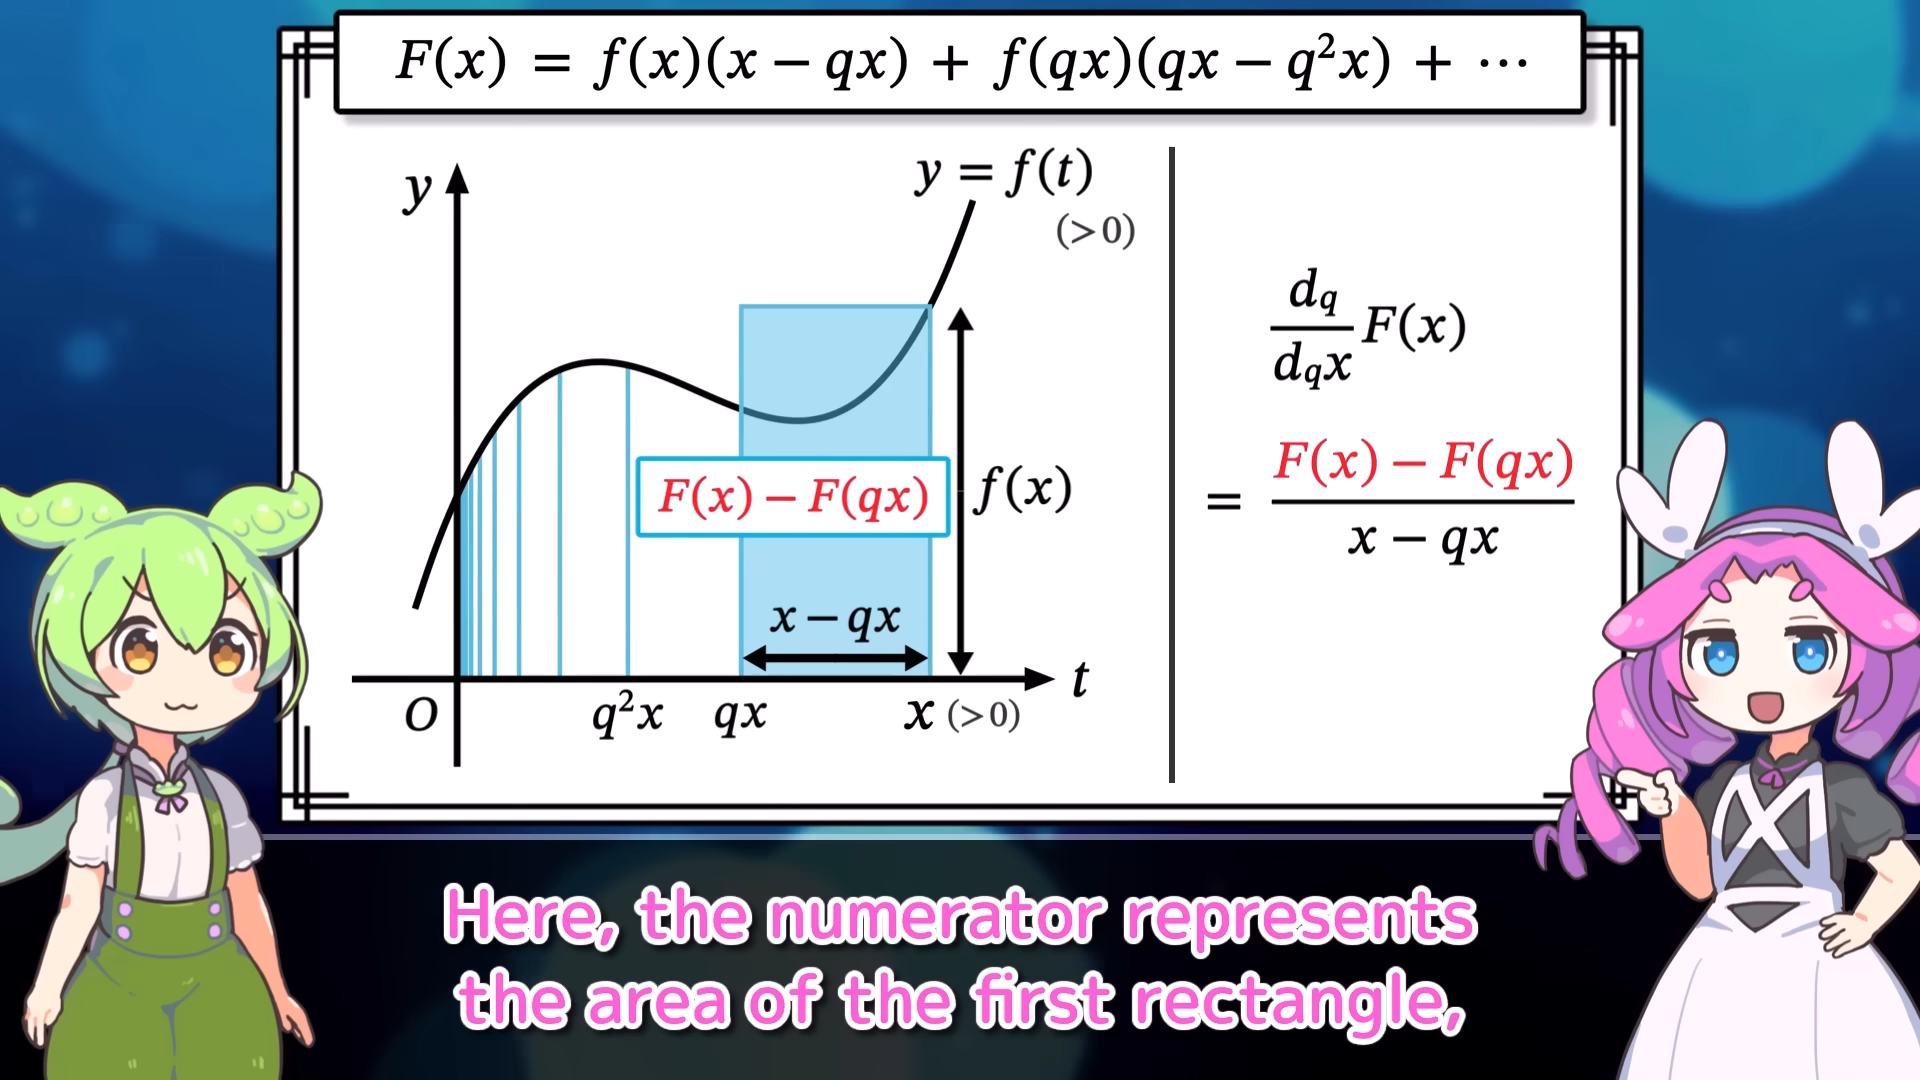 F(x) = f(x)(x − qx) + f(qx)(qx − q²x) + ⋯
y
y = f(t)
(> 0)
F(x) − F(qx)
f(x)
x − qx
O
q²x
qx
x (> 0)
t
d_q
d_q x
F(x)
=
F(x) − F(qx)
x − qx
Here, the numerator represents
the area of the first rectangle,